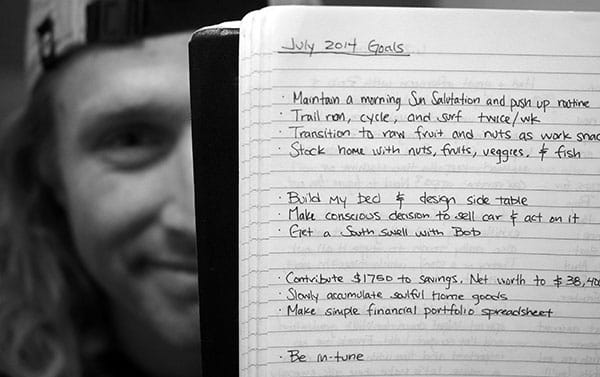 July 2014 Goals
· Maintain a morning Sun Salutation and push up routine
· Trail run, cycle, and surf twice/wk
· Transition to raw fruit and nuts as work snac
· Stock home with nuts, fruits, veggies, & fish
· Build my bed & design side table
· Make conscious decision to sell car & act on it
· Get a South swell with Bob
· Contribute $1750 to savings. Net worth to $38,400
· Slowly accumulate soulful home goods
· Make simple financial portfolio spreadsheet
· Be in-tune